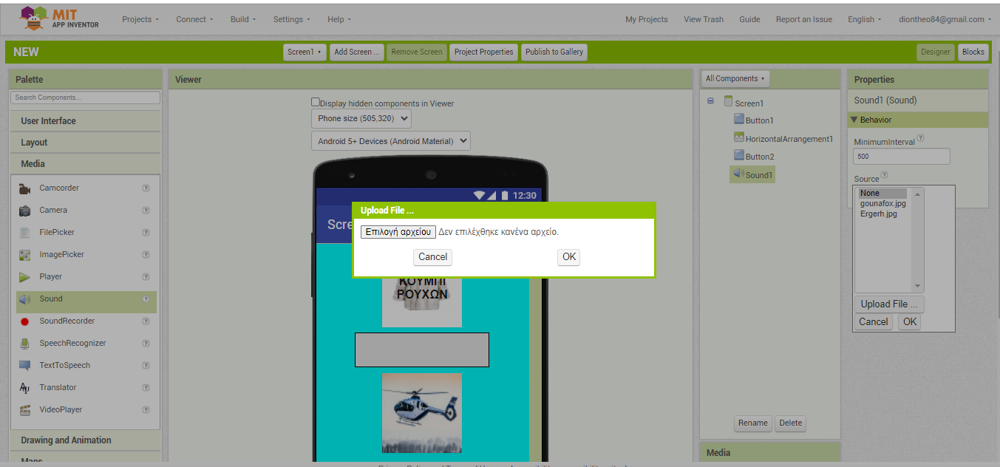 MIT
APP INVENTOR
Projects
Connect
Build
Settings
Help
My Projects
View Trash
Guide
Report an Issue
English
diontheo84@gmail.com
NEW
Screen1
Add Screen ...
Remove Screen
Project Properties
Publish to Gallery
Designer
Blocks
Palette
Search Components...
User Interface
Layout
Media
Camcorder
Camera
FilePicker
ImagePicker
Player
Sound
SoundRecorder
SpeechRecognizer
TextToSpeech
Translator
VideoPlayer
Drawing and Animation
Maps
Viewer
Display hidden components in Viewer
Phone size (505,320)
Android 5+ Devices (Android Material)
12:30
Scre
Upload File ...
Επιλογή αρχείου Δεν επιλέχθηκε κανένα αρχείο.
Cancel
OK
ΚΟΥΜΠΙ
ΡΟΥΧΩΝ
All Components
Screen1
Button1
HorizontalArrangement1
Button2
Sound1
Rename
Delete
Media
Properties
Sound1 (Sound)
Behavior
MinimumInterval
500
Source
None
gounafox.jpg
Ergerh.jpg
Upload File ...
Cancel
OK